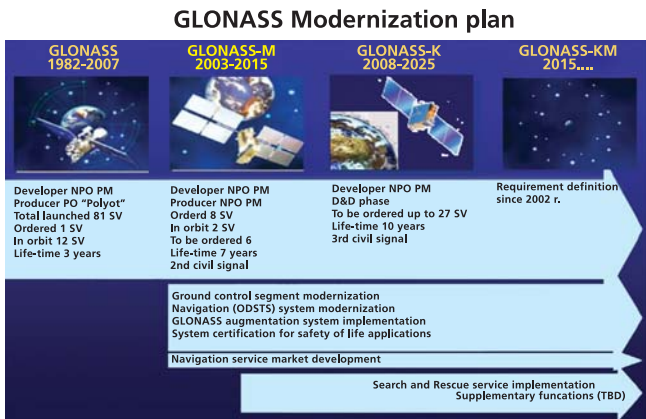 GLONASS Modernization plan
GLONASS
1982-2007
GLONASS-M
2003-2015
GLONASS-K
2008-2025
GLONASS-KM
2015....
Developer NPO PM
Producer PO "Polyot"
Total launched 81 SV
Ordered 1 SV
In orbit 12 SV
Life-time 3 years
Developer NPO PM
Producer NPO PM
Orderd 8 SV
In orbit 2 SV
To be ordered 6
Life-time 7 years
2nd civil signal
Developer NPO PM
D&D phase
To be ordered up to 27 SV
Life-time 10 years
3rd civil signal
Requirement definition
since 2002 r.
Ground control segment modernization
Navigation (ODSTS) system modernization
GLONASS augmentation system implementation
System certification for safety of life applications
Navigation service market development
Search and Rescue service implementation
Supplementary funcations (TBD)